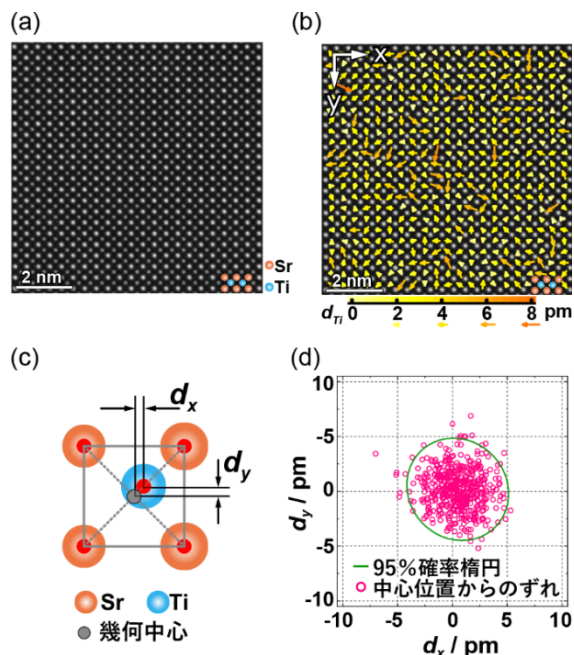 (a)
2 nm
Sr
Ti
(b)
x
y
2 nm
d_Ti 0 2 4 6 8 pm
(c)
d_x
d_y
Sr Ti
幾何中心
(d)
10
-5
0
-5
-10
d_y / pm
95%確率楕円
中心位置からのずれ
-10 -5 0 5 10
d_x / pm